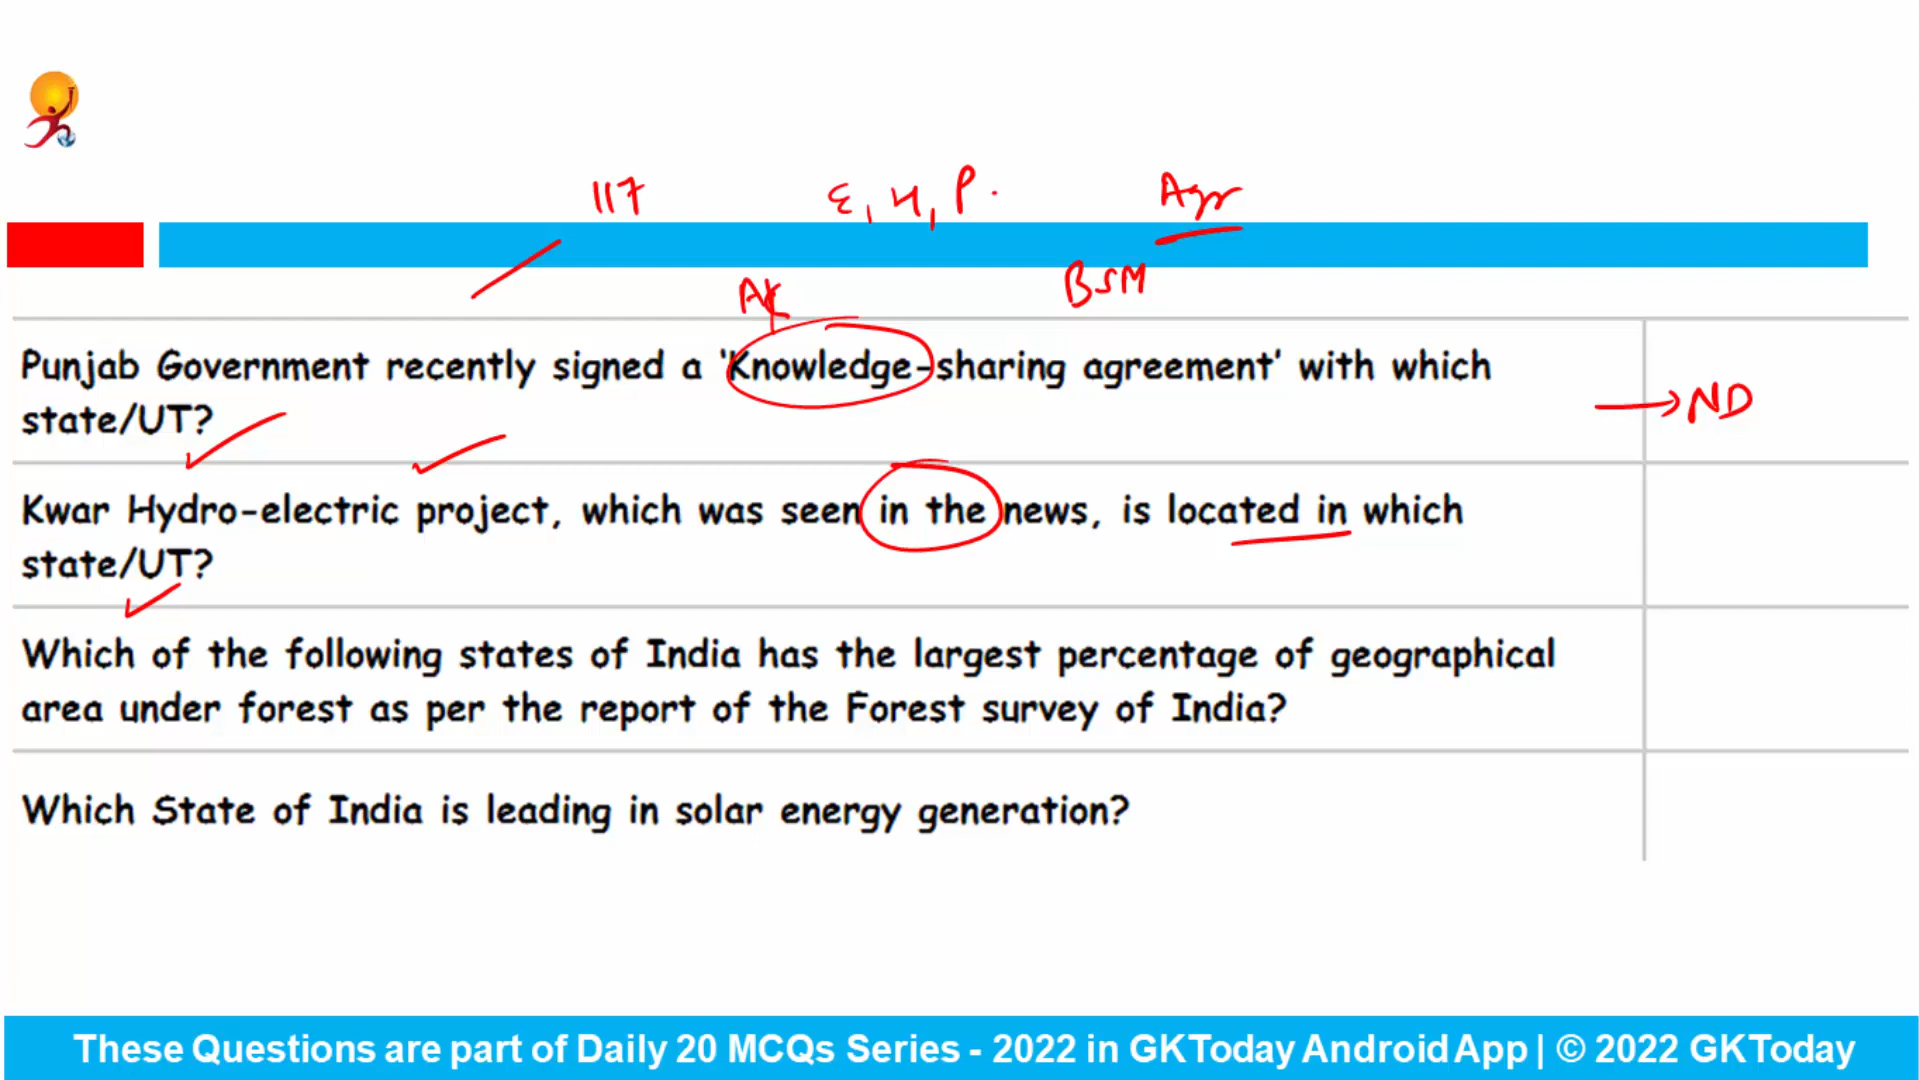 117
ε, H, P.
Agr
AK
BSM
Punjab Government recently signed a ‘Knowledge-sharing agreement’ with which
state/UT?
ND
Kwar Hydro-electric project, which was seen in the news, is located in which
state/UT?
Which of the following states of India has the largest percentage of geographical
area under forest as per the report of the Forest survey of India?
Which State of India is leading in solar energy generation?
These Questions are part of Daily 20 MCQs Series - 2022 in GKToday Android App | © 2022 GKToday